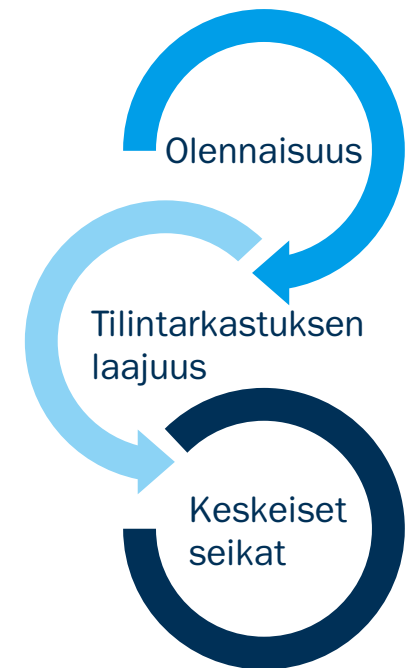 Olennaisuus
Tilintarkastuksen
laajuus
Keskeiset
seikat